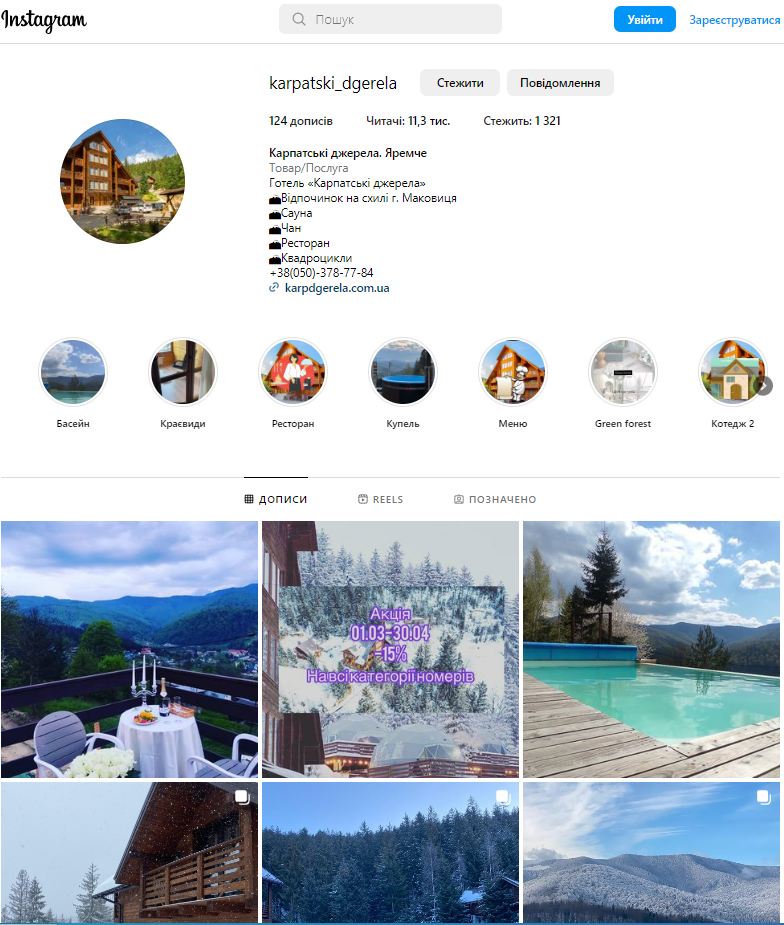 Instagram
Пошук
Увійти
Зареєструватися
karpatski_dgerela
Стежити
Повідомлення
124 дописів
Читачі: 11,3 тис.
Стежить: 1 321
Карпатські джерела. Яремче
Товар/Послуга
Готель «Карпатські джерела»
Відпочинок на схилі г. Маковиця
Сауна
Чан
Ресторан
Квадроцикли
+38(050)-378-77-84
karpdgerela.com.ua
Басейн
Краєвиди
Ресторан
Купель
Меню
Green forest
Котедж 2
ДОПИСИ
REELS
ПОЗНАЧЕНО
Акція
01.03-30.04
-15%
На всі категорії номерів